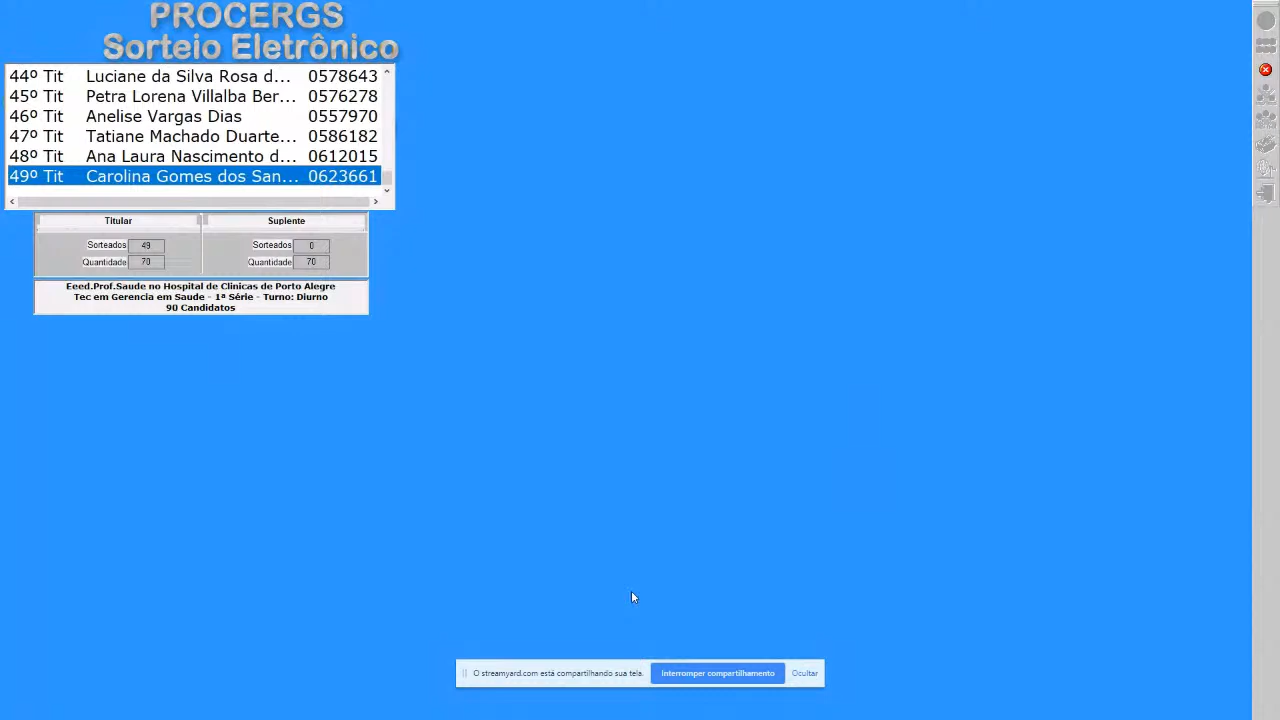 PROCERGS
Sorteio Eletrônico
44º Tit Luciane da Silva Rosa d... 0578643
45º Tit Petra Lorena Villalba Ber... 0576278
46º Tit Anelise Vargas Dias 0557970
47º Tit Tatiane Machado Duarte... 0586182
48º Tit Ana Laura Nascimento d... 0612015
49º Tit Carolina Gomes dos San... 0623661
Titular Suplente
Sorteados 49 Sorteados 0
Quantidade 70 Quantidade 70
Eeed.Prof.Saude no Hospital de Clinicas de Porto Alegre
Tec em Gerencia em Saude - 1ª Série - Turno: Diurno
90 Candidatos
O streamyard.com está compartilhando sua tela. Interromper compartilhamento Ocultar